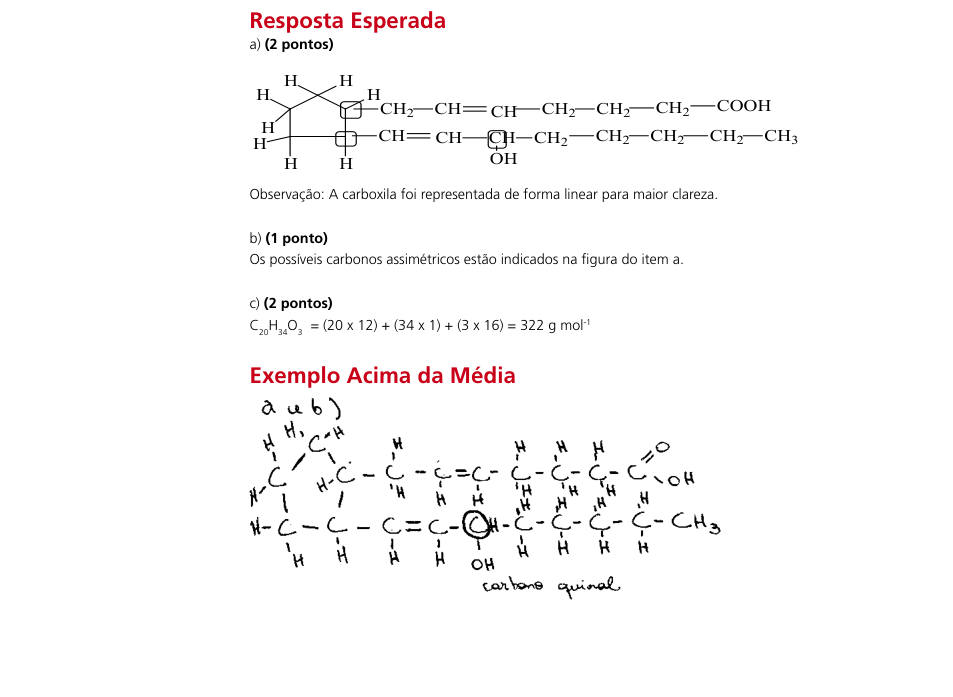 Resposta Esperada
a) (2 pontos)
H H
H H
CH2—CH═CH—CH2—CH2—CH2—COOH
H
H
CH═CH—CH—CH2—CH2—CH2—CH2—CH3
OH
H H
Observação: A carboxila foi representada de forma linear para maior clareza.
b) (1 ponto)
Os possíveis carbonos assimétricos estão indicados na figura do item a.
c) (2 pontos)
C20H34O3 = (20 x 12) + (34 x 1) + (3 x 16) = 322 g mol-1
Exemplo Acima da Média
a e b)
H H C H H H H H O
C H-C-C-C=C-C-C-C-C OH
H H H H H H H
H H H H
H-C-C-C=C-CH-C-C-C-C-CH3
H H H H OH H H H H
carbono quiral